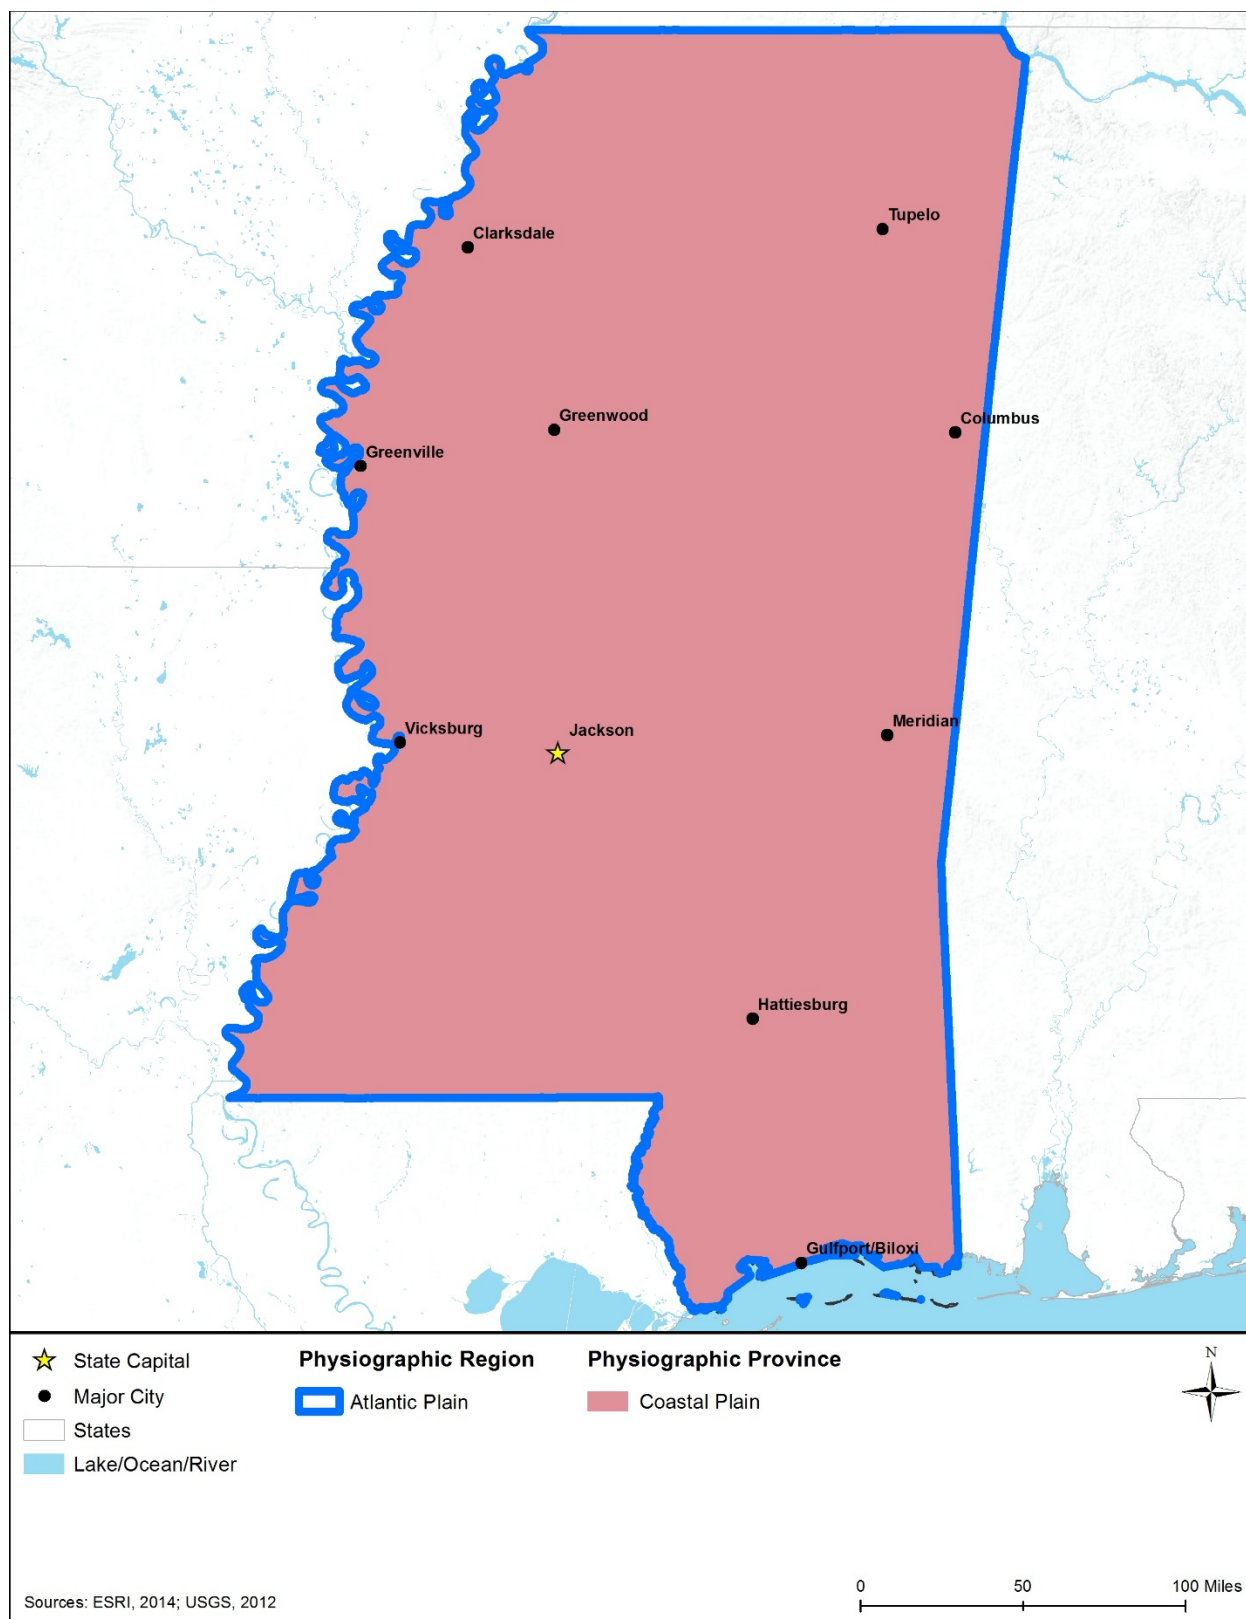 Tupelo
Clarksdale
Greenwood
Columbus
Greenville
Vicksburg
Jackson
Meridian
Hattiesburg
Gulfport/Biloxi
State Capital
Major City
States
Lake/Ocean/River
Physiographic Region
Atlantic Plain
Physiographic Province
Coastal Plain
N
Sources: ESRI, 2014; USGS, 2012
0 50 100 Miles